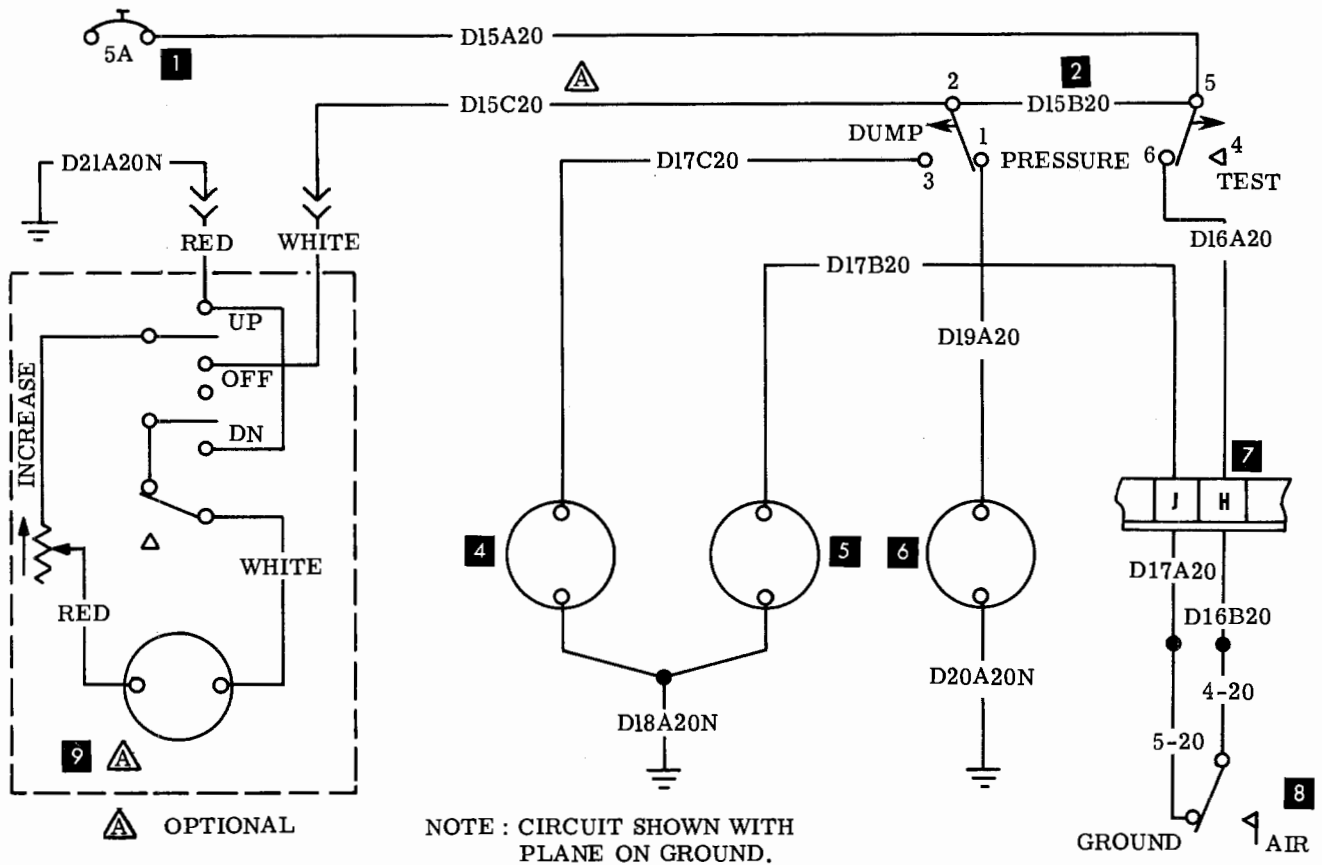 D15A20
5A
1
A
2
2
5
D15C20
D15B20
DUMP
1
D21A20N
D17C20
3
PRESSURE
6
4
TEST
RED
WHITE
D16A20
D17B20
UP
D19A20
OFF
INCREASE
DN
7
J
H
4
5
6
WHITE
D17A20
RED
D16B20
D20A20N
4-20
D18A20N
5-20
9
A
8
A OPTIONAL
NOTE : CIRCUIT SHOWN WITH
PLANE ON GROUND.
GROUND
AIR